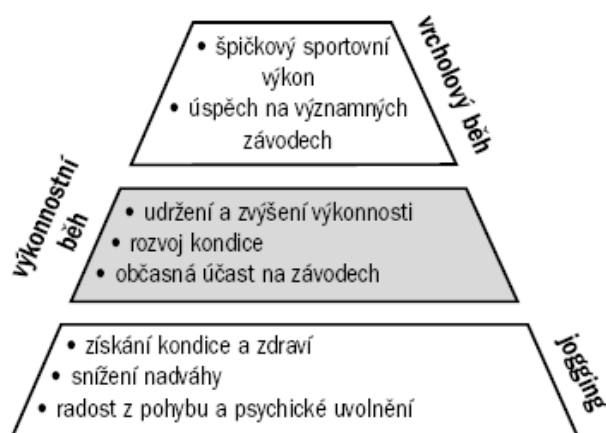 • špičkový sportovní
výkon
• úspěch na významných
závodech
vrcholový běh
výkonnostní
běh
• udržení a zvýšení výkonnosti
• rozvoj kondice
• občasná účast na závodech
• získání kondice a zdraví
• snížení nadváhy
• radost z pohybu a psychické uvolnění
jogging